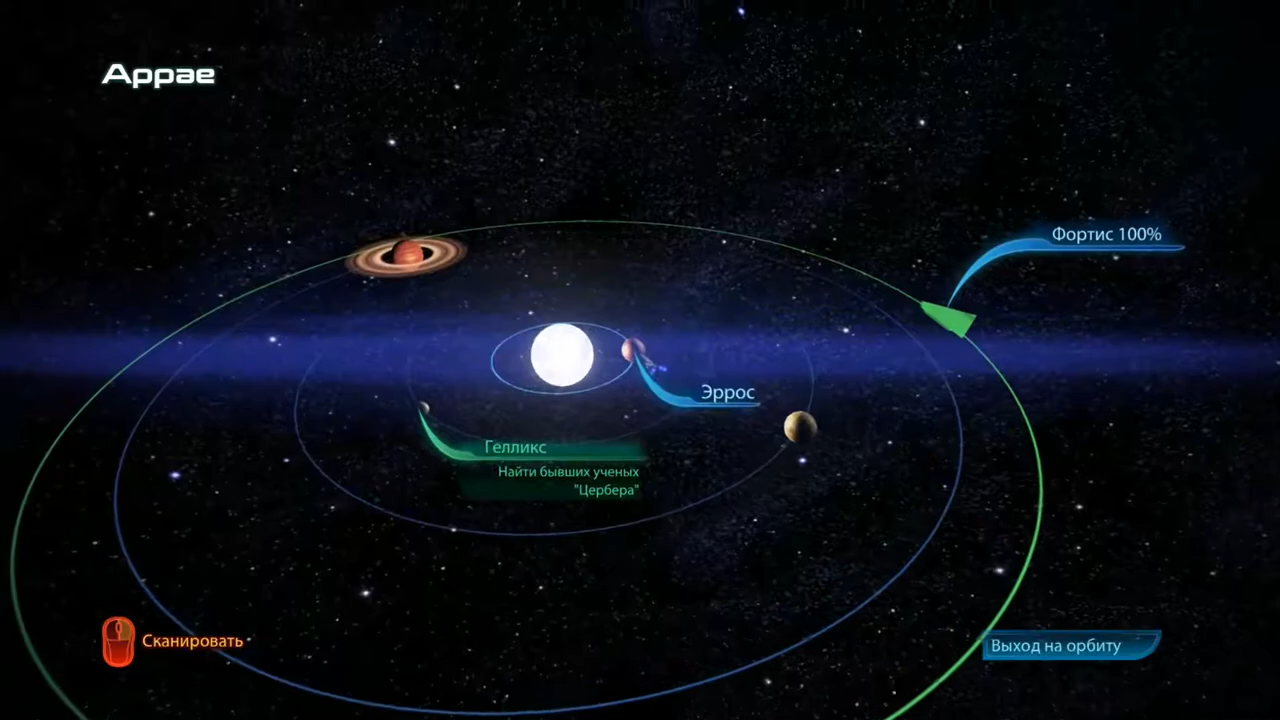 Аррае
Фортис 100%
Эррос
Гелликс
Найти бывших ученых
"Цербера"
Сканировать
Выход на орбиту